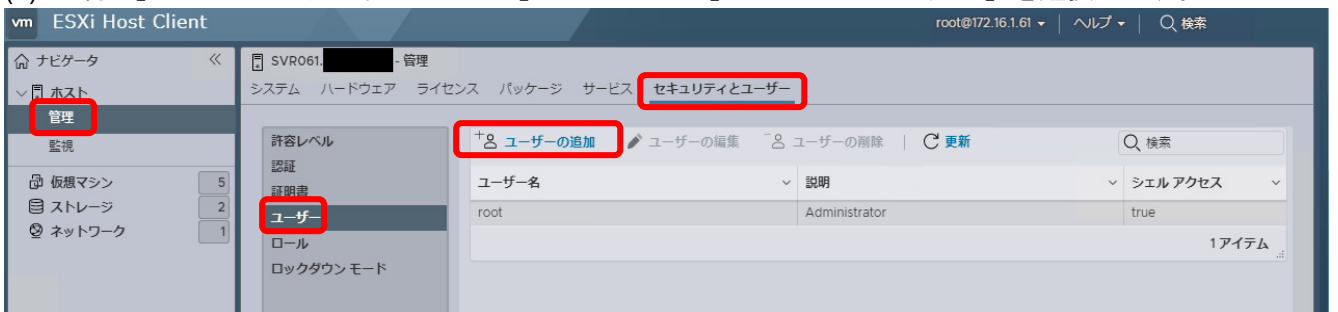 vm ESXi Host Client
root@172.16.1.61 ヘルプ 検索
ナビゲータ
ホスト
管理
監視
仮想マシン 5
ストレージ 2
ネットワーク 1
SVR061. - 管理
システム ハードウェア ライセンス パッケージ サービス セキュリティとユーザー
許容レベル
認証
証明書
ユーザー
ロール
ロックダウン モード
ユーザーの追加 ユーザーの編集 ユーザーの削除 更新 検索
ユーザー名 説明 シェル アクセス
root Administrator true
1 アイテム